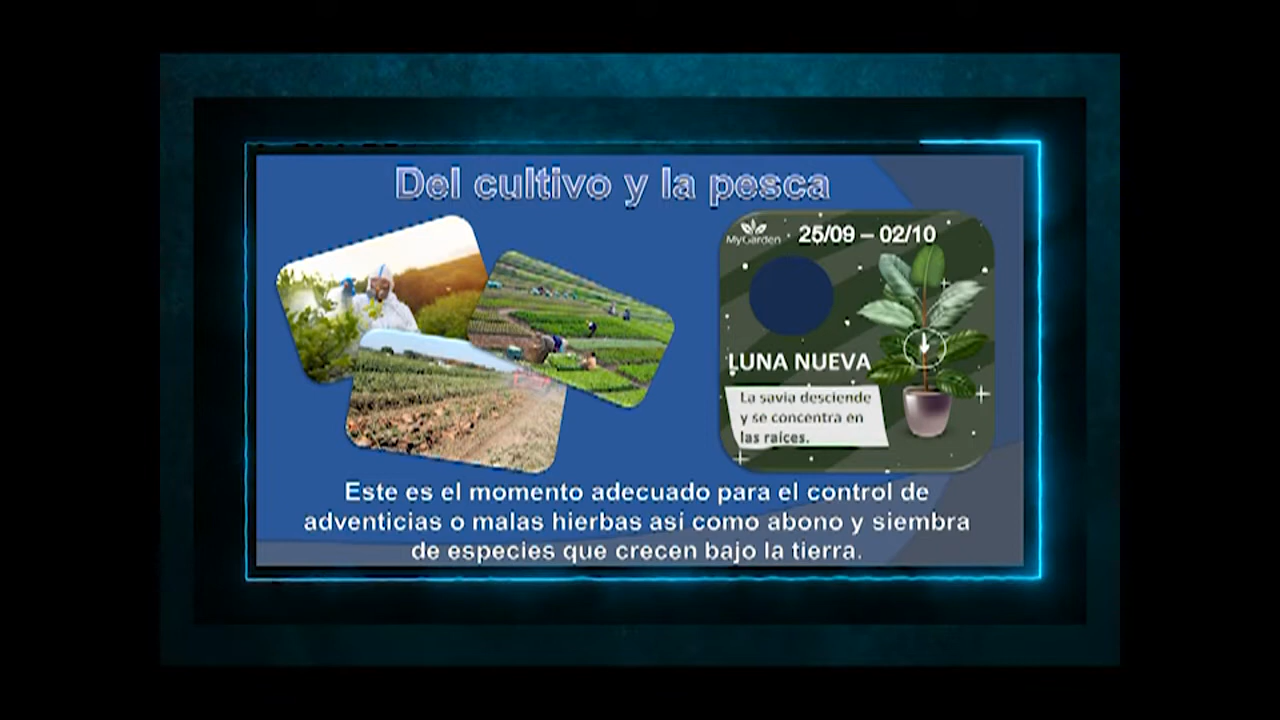 Del cultivo y la pesca
MyGarden
25/09 – 02/10
LUNA NUEVA
La savia desciende
y se concentra en
las raíces.
Este es el momento adecuado para el control de
adventicias o malas hierbas así como abono y siembra
de especies que crecen bajo la tierra.